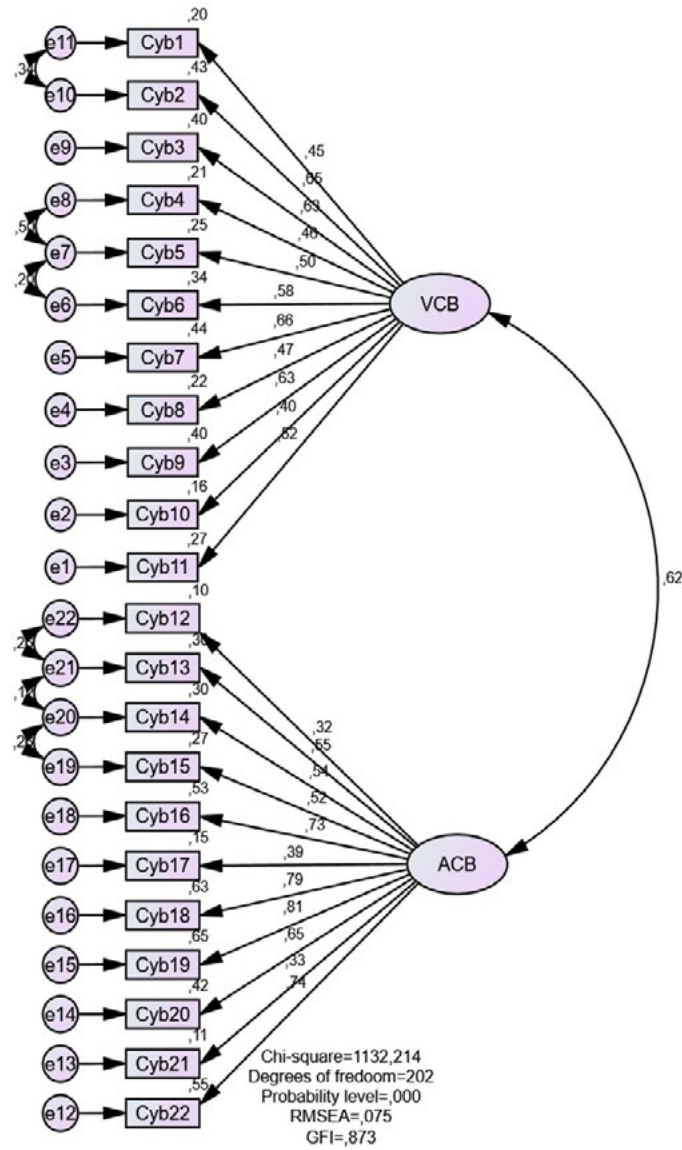 ,20
e11 Cyb1
,43
e10 Cyb2
,40
e9 Cyb3
,45
,21
,65
e8 Cyb4
,63
,25
,46
e7 Cyb5
,50
,34
e6 Cyb6
,58
VCB
,44
,66
e5 Cyb7
,47
,22
,63
e4 Cyb8
,40
,40
,52
e3 Cyb9
,16
e2 Cyb10
,27
e1 Cyb11
,62
,10
e22 Cyb12
,30
e21 Cyb13
,30
e20 Cyb14
,32
,27
,55
e19 Cyb15
,54
,53
,52
e18 Cyb16
,73
,15
e17 Cyb17
,39
ACB
,63
,79
e16 Cyb18
,81
,65
,65
e15 Cyb19
,33
,42
,74
e14 Cyb20
,11
e13 Cyb21
,55
e12 Cyb22
Chi-square=1132,214
Degrees of fredoom=202
Probability level=,000
RMSEA=,075
GFI=,873